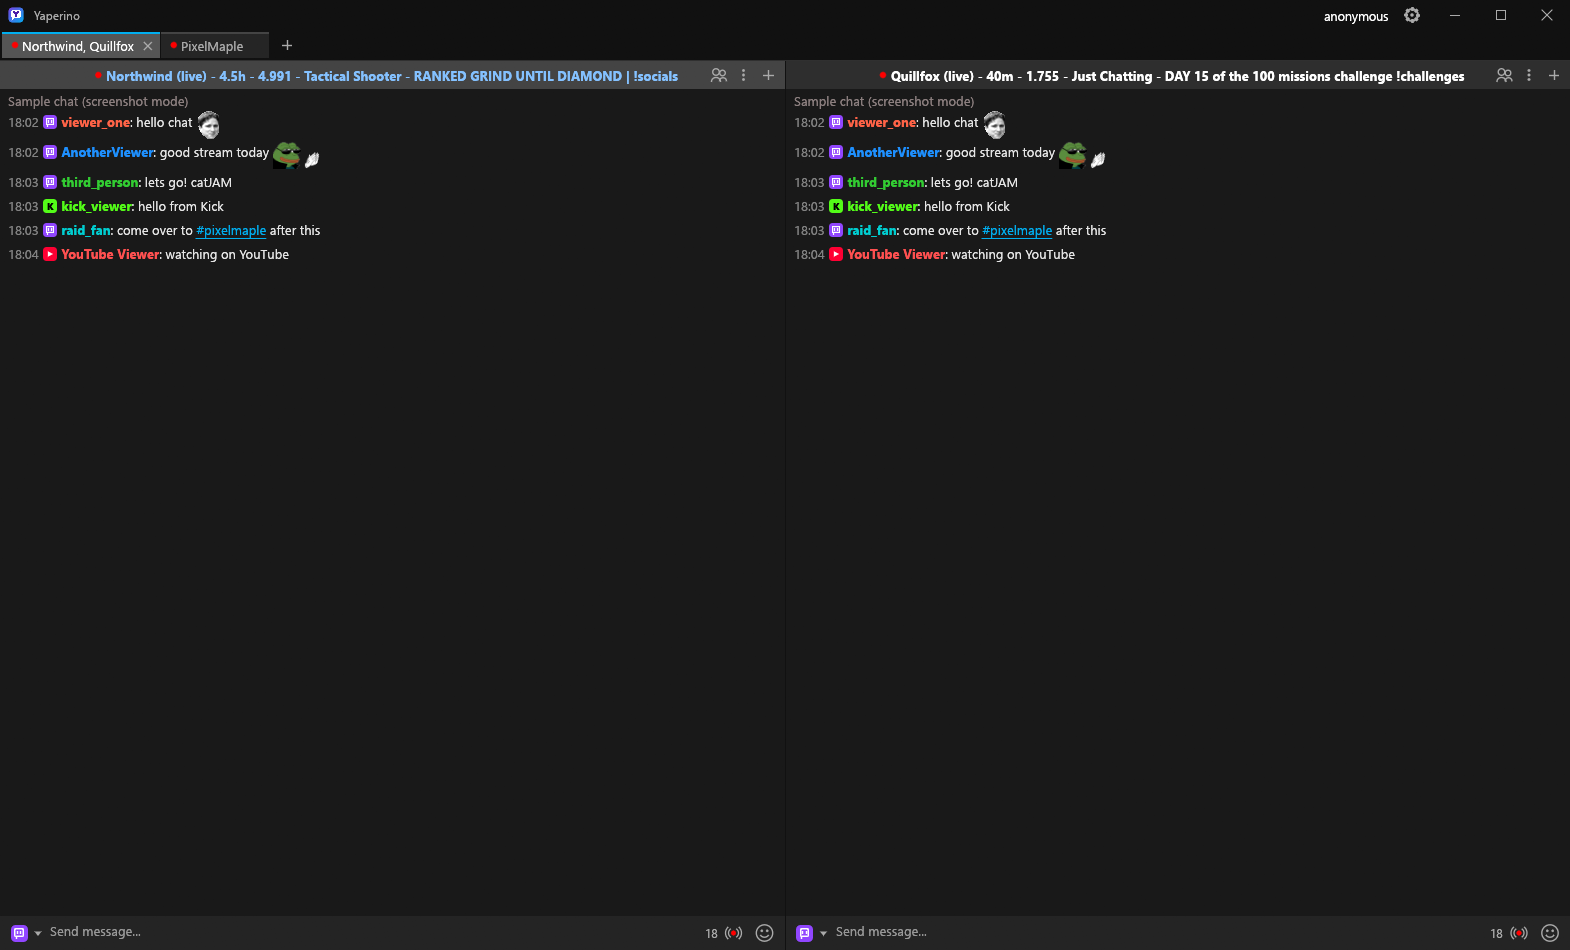 Yaperino
anonymous
Northwind, Quillfox
PixelMaple
Northwind (live) - 4.5h - 4.991 - Tactical Shooter - RANKED GRIND UNTIL DIAMOND | !socials
Sample chat (screenshot mode)
18:02 viewer_one: hello chat
18:02 AnotherViewer: good stream today
18:03 third_person: lets go! catJAM
18:03 K kick_viewer: hello from Kick
18:03 raid_fan: come over to #pixelmaple after this
18:04 YouTube Viewer: watching on YouTube
Send message...
18
Quillfox (live) - 40m - 1.755 - Just Chatting - DAY 15 of the 100 missions challenge !challenges
Sample chat (screenshot mode)
18:02 viewer_one: hello chat
18:02 AnotherViewer: good stream today
18:03 third_person: lets go! catJAM
18:03 K kick_viewer: hello from Kick
18:03 raid_fan: come over to #pixelmaple after this
18:04 YouTube Viewer: watching on YouTube
Send message...
18